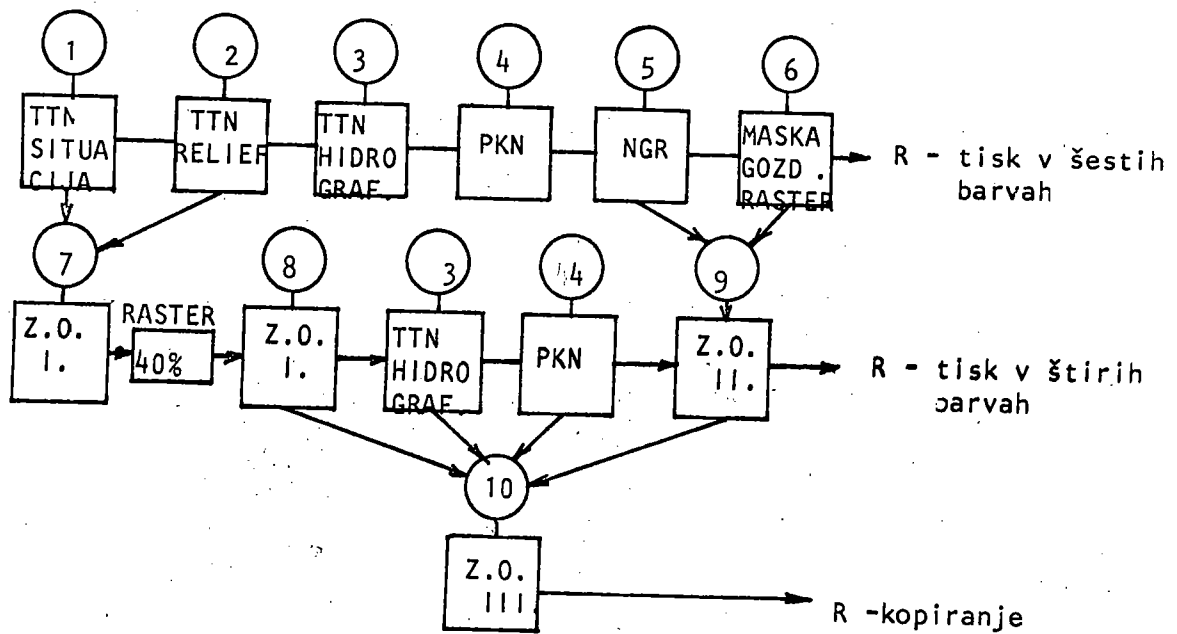 1
2
3
4
5
6
TTN
SITUA
CIJA
TTN
RELIEF
TTN
HIDRO
GRAF.
PKN
NGR
MASKA
GOZD.
RASTER
R - tisk v šestih
barvah
7
8
3
4
9
Z.O.
I.
RASTER
40%
Z.O.
I.
TTN
HIDRO
GRAF.
PKN
Z.O.
II.
R - tisk v štirih
barvah
10
Z.O.
III
R -kopiranje